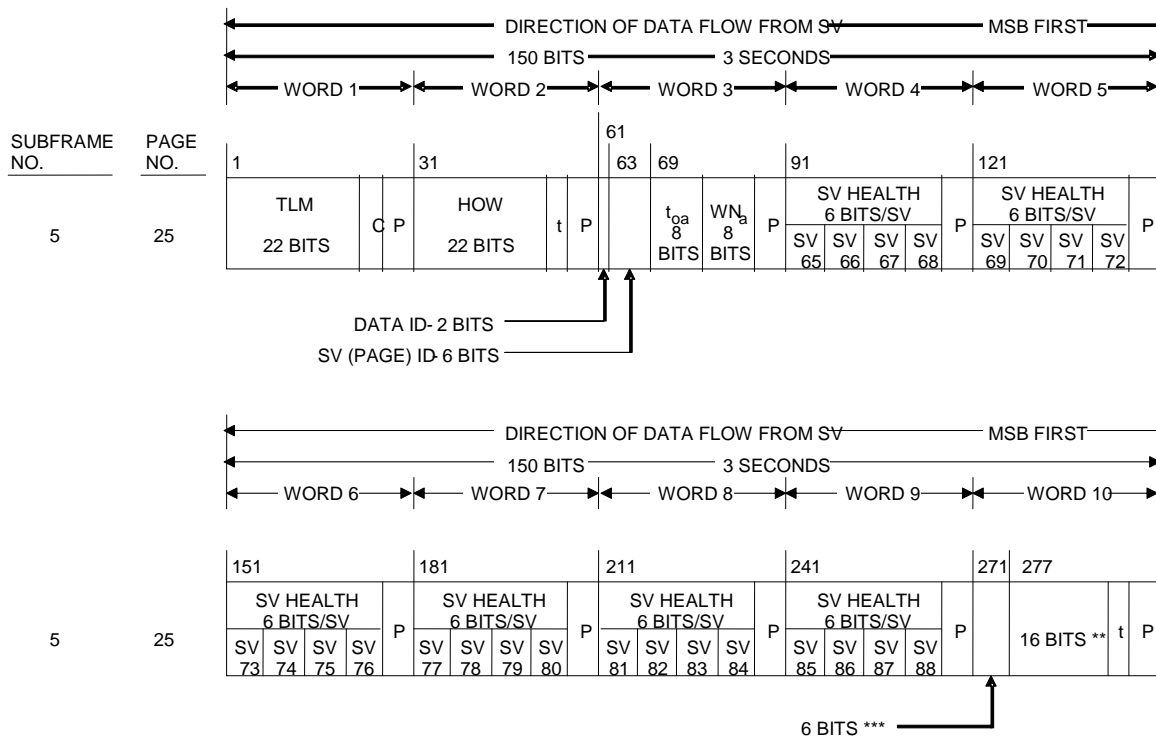 DIRECTION OF DATA FLOW FROM SV MSB FIRST
150 BITS 3 SECONDS
WORD 1 WORD 2 WORD 3 WORD 4 WORD 5
SUBFRAME NO. PAGE NO.
61
1 31 63 69 91 121
5 25
TLM
22 BITS
C P
HOW
22 BITS
t P
toa
8
BITS
WNa
8
BITS
P
SV HEALTH
6 BITS/SV
SV 65 SV 66 SV 67 SV 68
P
SV HEALTH
6 BITS/SV
SV 69 SV 70 SV 71 SV 72
P
DATA ID- 2 BITS
SV (PAGE) ID- 6 BITS
DIRECTION OF DATA FLOW FROM SV MSB FIRST
150 BITS 3 SECONDS
WORD 6 WORD 7 WORD 8 WORD 9 WORD 10
151 181 211 241 271 277
5 25
SV HEALTH
6 BITS/SV
SV 73 SV 74 SV 75 SV 76
P
SV HEALTH
6 BITS/SV
SV 77 SV 78 SV 79 SV 80
P
SV HEALTH
6 BITS/SV
SV 81 SV 82 SV 83 SV 84
P
SV HEALTH
6 BITS/SV
SV 85 SV 86 SV 87 SV 88
P
16 BITS ** t P
6 BITS ***